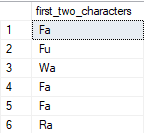 first_two_characters
1 Fa
2 Fu
3 Wa
4 Fa
5 Fa
6 Ra